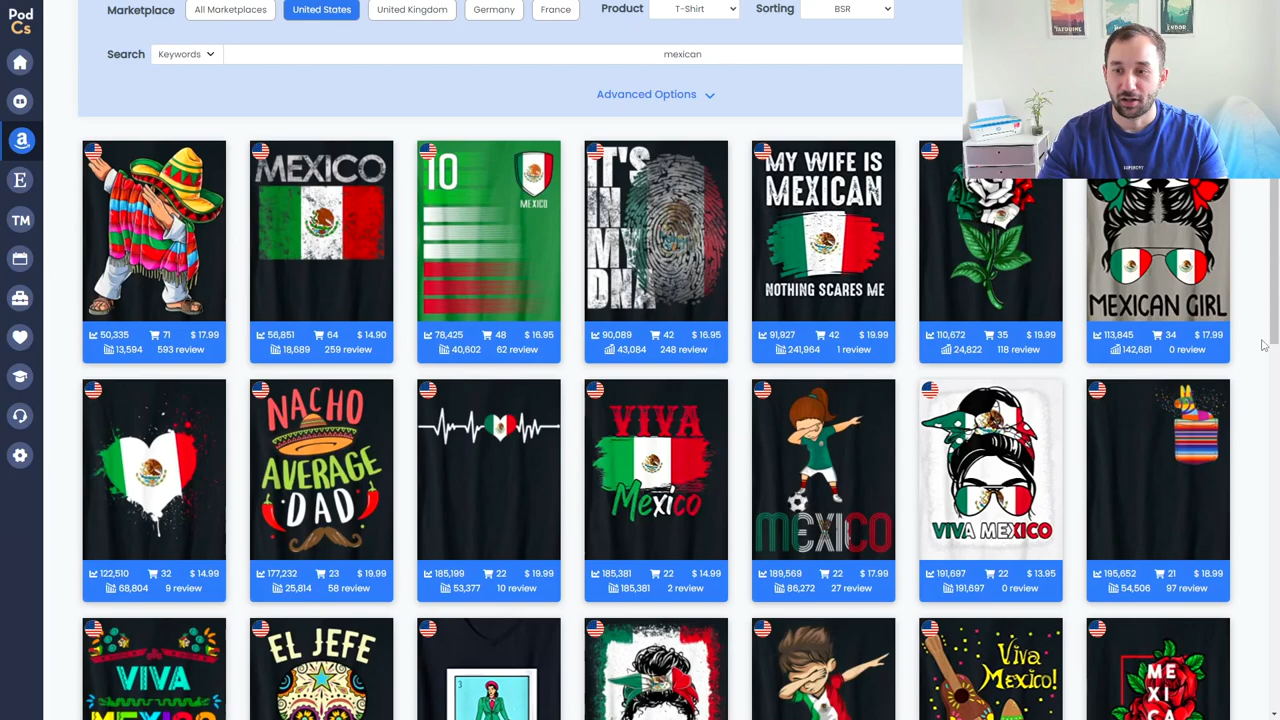 Pod
Cs
Marketplace
All Marketplaces
United States
United Kingdom
Germany
France
Product
T-Shirt
Sorting
BSR
Search
Keywords
mexican
Advanced Options
TATOOINE
ENDOR
SUPERDRY
a
E
TM
MEXICO
10
MEXICO
IT'S
IN
MY
DNA
MY WIFE IS
MEXICAN
NOTHING SCARES ME
MEXICAN GIRL
50,335 71 $ 17.99
13,594 593 review
56,851 64 $ 14.90
18,689 259 review
78,425 48 $ 16.95
40,602 62 review
90,089 42 $ 16.95
43,084 248 review
91,927 42 $ 19.99
241,964 1 review
110,672 35 $ 19.99
24,822 118 review
113,845 34 $ 17.99
142,681 0 review
NACHO
AVERAGE
DAD
VIVA
Mexico
MEXICO
VIVA MEXICO
122,510 32 $ 14.99
68,804 9 review
177,232 23 $ 19.99
25,814 58 review
185,199 22 $ 19.99
53,377 10 review
185,381 22 $ 14.99
185,381 2 review
189,569 22 $ 17.99
86,272 27 review
191,697 22 $ 13.95
191,697 0 review
195,652 21 $ 18.99
54,506 97 review
VIVA
MEXICO
EL JEFE
3
Viva
Mexico!
ME
XI
CA